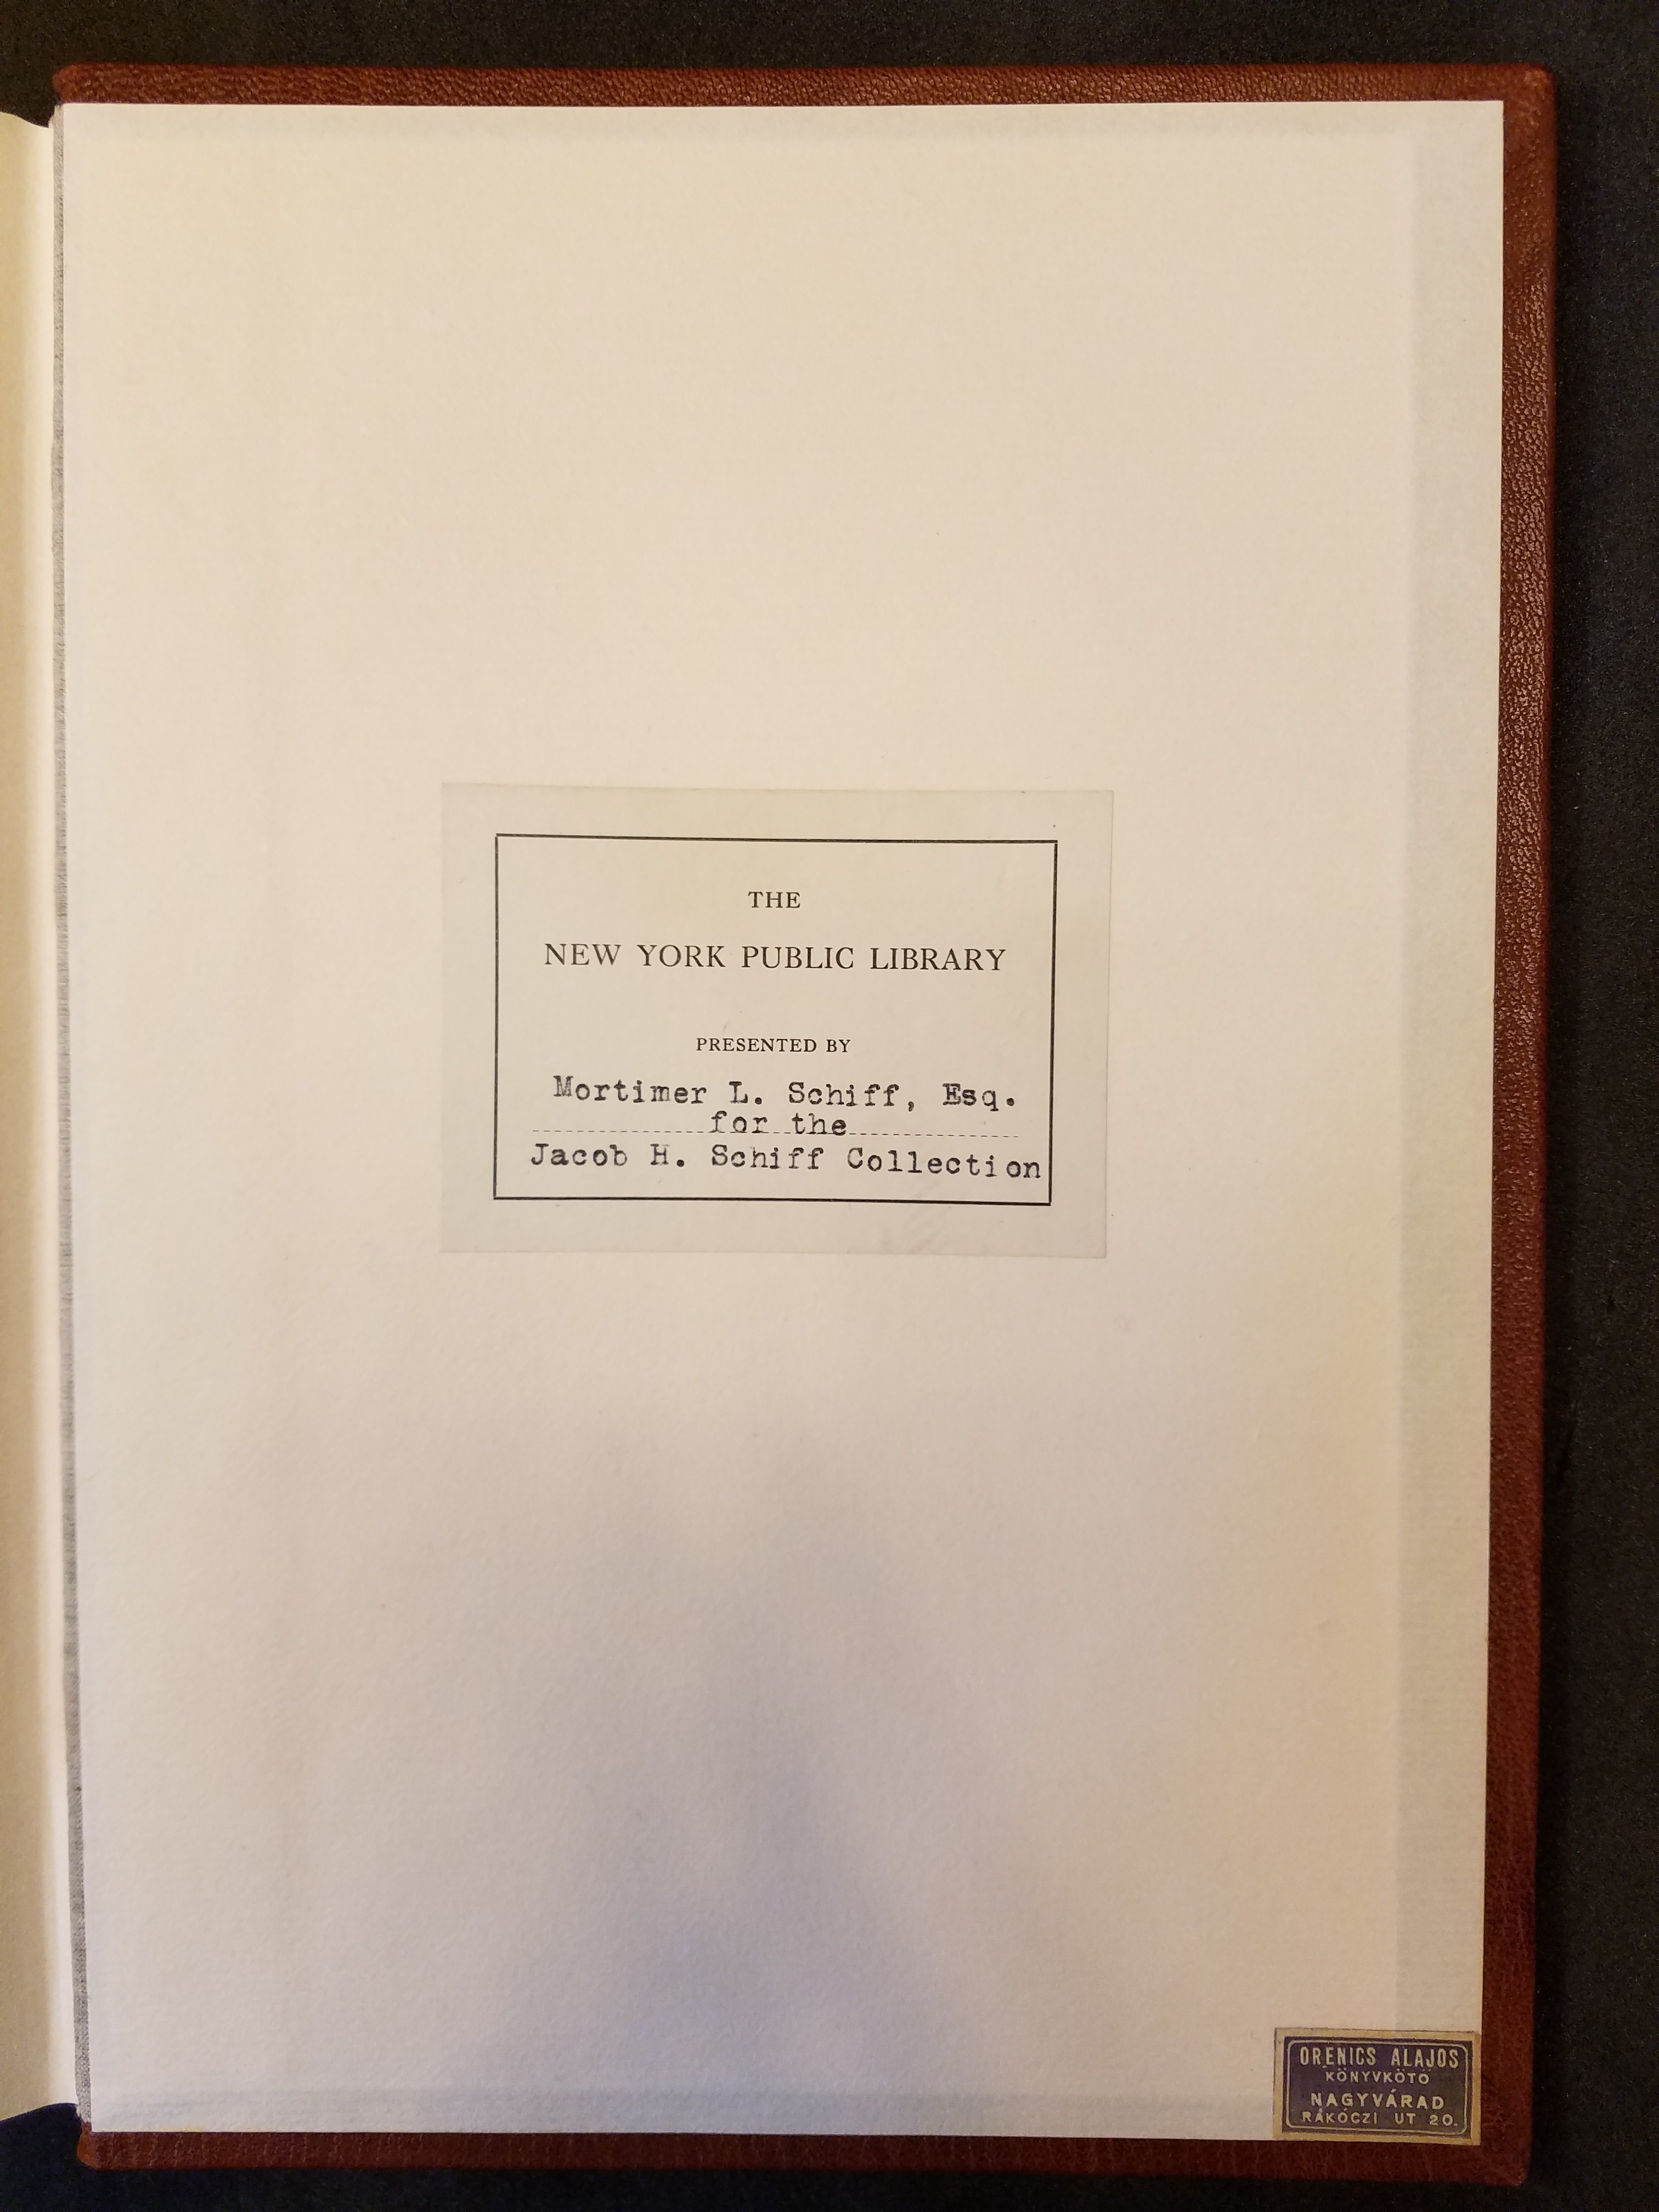 THE
NEW YORK PUBLIC LIBRARY
PRESENTED BY
Mortimer L. Schiff, Esq.
for the
Jacob H. Schiff Collection
ORENICS ALAJOS
KÖNYVKÖTŐ
NAGYVÁRAD
RÁKÓCZI UT 20.